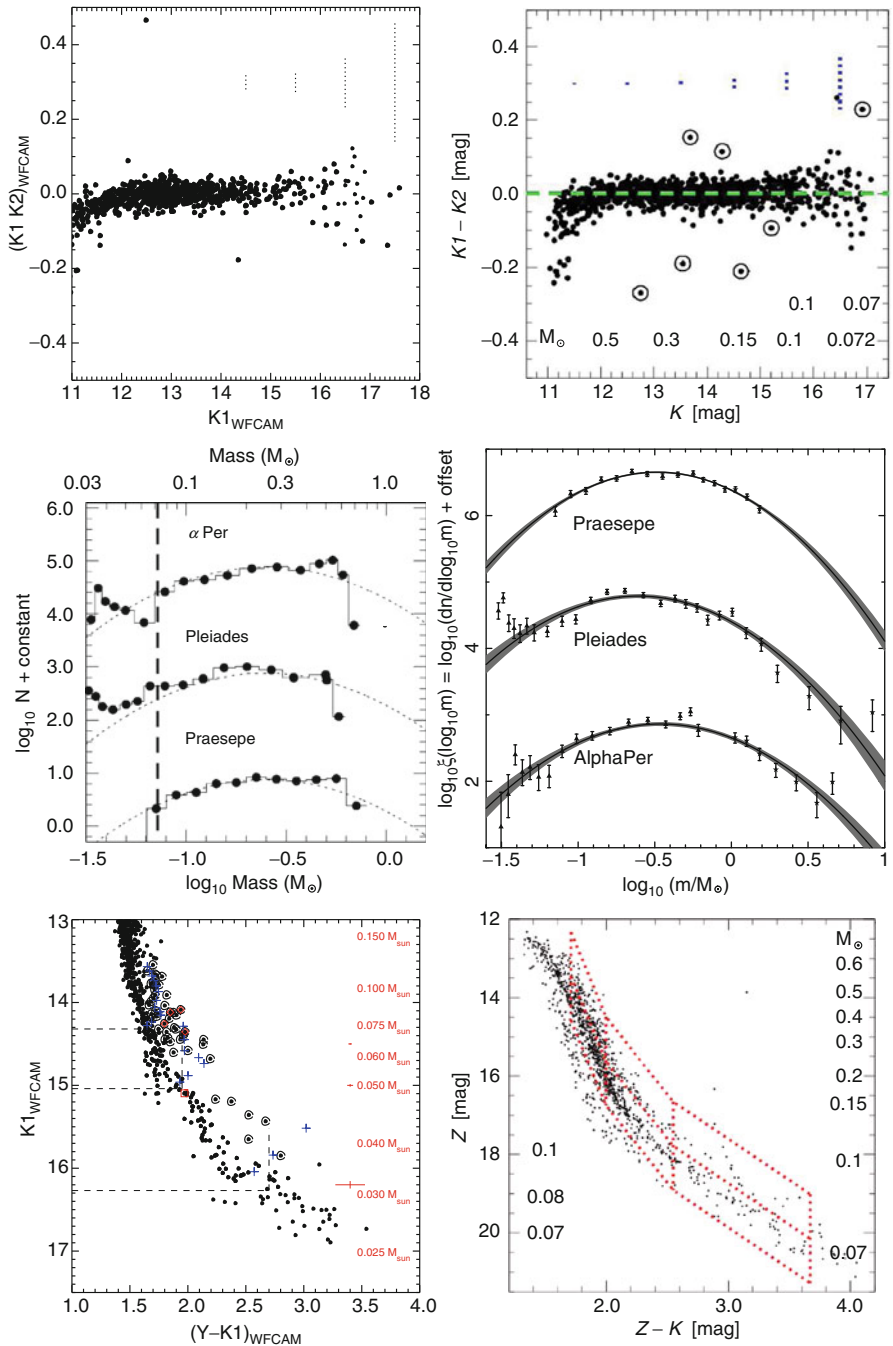 0.4
0.2
0.0
−0.2
−0.4
(K1 K2)WFCAM
11 12 13 14 15 16 17 18
K1WFCAM
0.4
0.2
0.0
−0.2
−0.4
K1 − K2 [mag]
0.1 0.07
M⊙ 0.5 0.3 0.15 0.1 0.072
11 12 13 14 15 16 17
K [mag]
Mass (M⊙)
0.03 0.1 0.3 1.0
6.0
5.0
4.0
3.0
2.0
1.0
0.0
log10 N + constant
α Per
Pleiades
Praesepe
−1.5 −1.0 −0.5 0.0
log10 Mass (M⊙)
6
4
2
log10ξ(log10m) = log10(dn/dlog10m) + offset
Praesepe
Pleiades
AlphaPer
−1.5 −1 −0.5 0 0.5 1
log10 (m/M⊙)
13
14
15
16
17
K1WFCAM
0.150 Msun
0.100 Msun
0.075 Msun
0.060 Msun
0.050 Msun
0.040 Msun
0.030 Msun
0.025 Msun
1.0 1.5 2.0 2.5 3.0 3.5 4.0
(Y−K1)WFCAM
12
14
16
18
20
Z [mag]
M⊙
0.6
0.5
0.4
0.3
0.2
0.15
0.1
0.07
0.1
0.08
0.07
2.0 3.0 4.0
Z − K [mag]